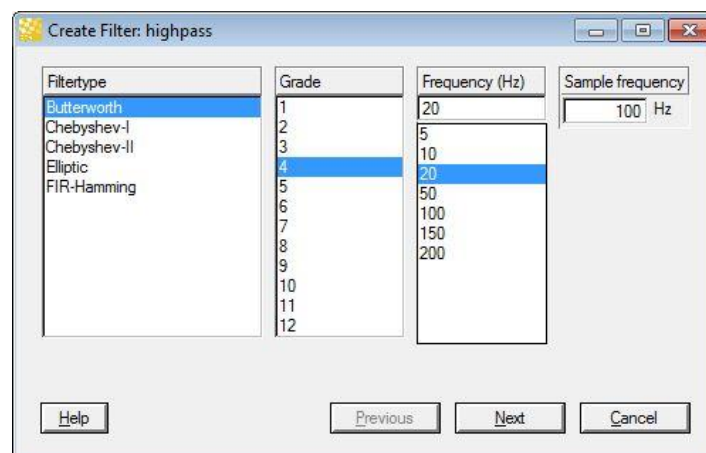 Create Filter: highpass
Filtertype
Butterworth
Chebyshev-I
Chebyshev-II
Elliptic
FIR-Hamming
Grade
1
2
3
4
5
6
7
8
9
10
11
12
Frequency (Hz)
20
5
10
20
50
100
150
200
Sample frequency
100 Hz
Help
Previous
Next
Cancel